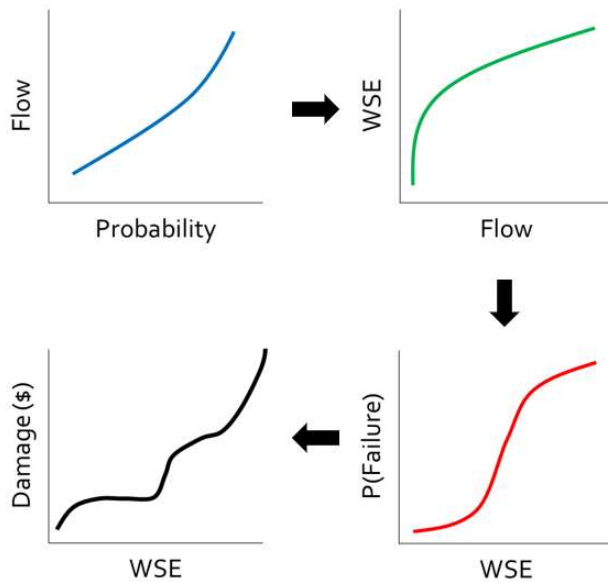 Flow
Probability
WSE
Flow
Damage ($)
WSE
P(Failure)
WSE